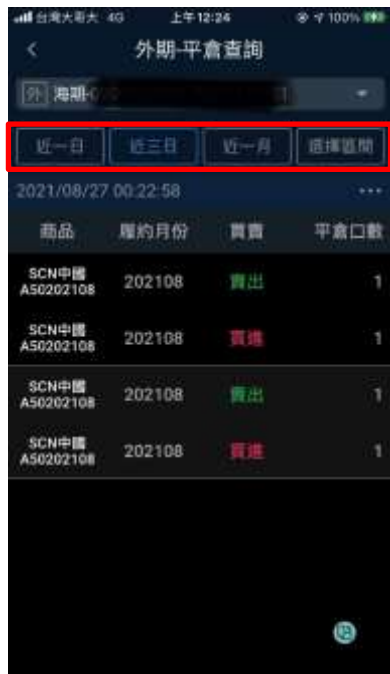 台灣大哥大 4G 上午12:24 100%
外期-平倉查詢
外 海期
近一日 近三日 近一月 選擇區間
2021/08/27 00:22:58
商品 履約月份 買賣 平倉口數
SCN中國
A50202108 202108 賣出 1
SCN中國
A50202108 202108 買進 1
SCN中國
A50202108 202108 賣出 1
SCN中國
A50202108 202108 買進 1